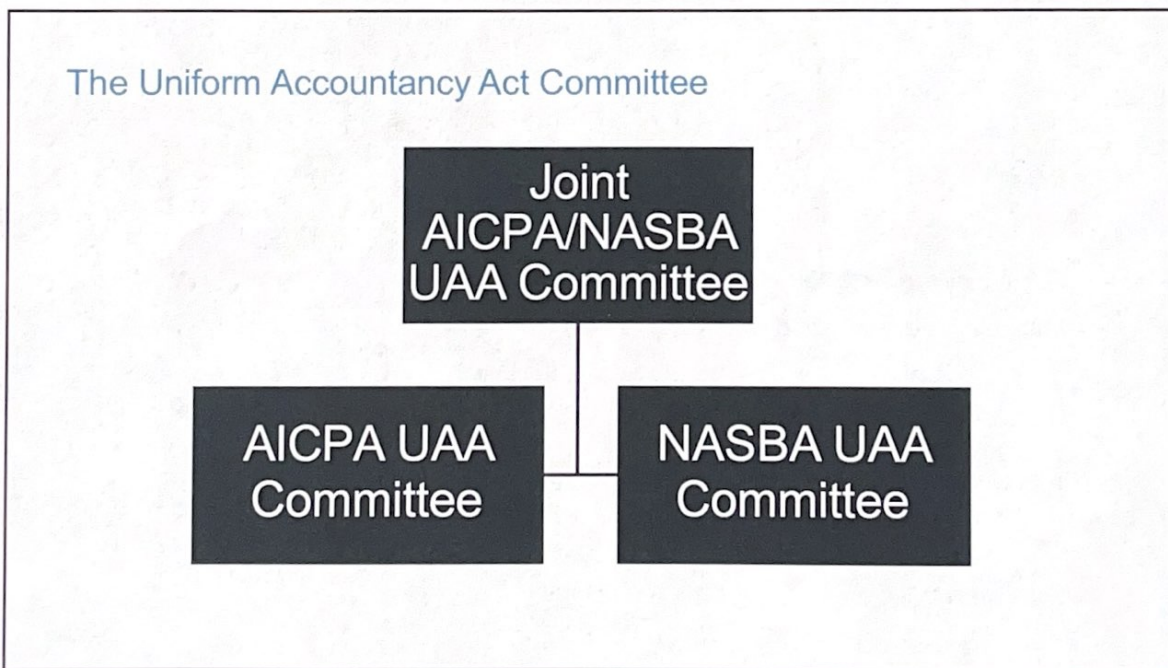 The Uniform Accountancy Act Committee
Joint
AICPA/NASBA
UAA Committee
AICPA UAA
Committee
NASBA UAA
Committee